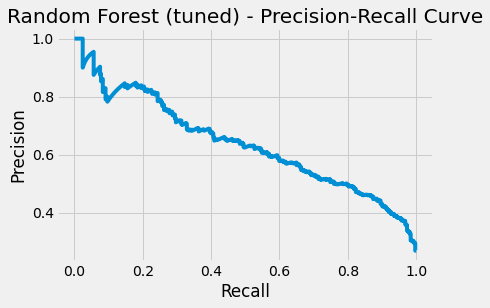 Random Forest (tuned) - Precision-Recall Curve
1.0
0.8
0.6
0.4
Precision
0.0 0.2 0.4 0.6 0.8 1.0
Recall